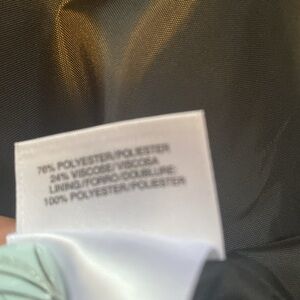 76% POLYESTER/POLIESTER
24% VISCOSE/VISCOSA
LINING/FORRO/DOUBLURE:
100% POLYESTER/POLIESTER